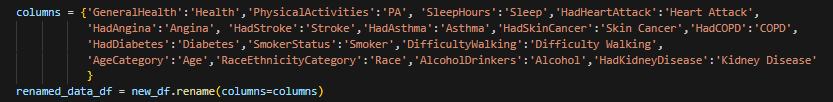 columns = {'GeneralHealth':'Health','PhysicalActivities':'PA', 'SleepHours':'Sleep','HadHeartAttack':'Heart Attack',
'HadAngina':'Angina', 'HadStroke':'Stroke','HadAsthma':'Asthma','HadSkinCancer':'Skin Cancer','HadCOPD':'COPD',
'HadDiabetes':'Diabetes','SmokerStatus':'Smoker','DifficultyWalking':'Difficulty Walking',
'AgeCategory':'Age','RaceEthnicityCategory':'Race','AlcoholDrinkers':'Alcohol','HadKidneyDisease':'Kidney Disease'
}
renamed_data_df = new_df.rename(columns=columns)